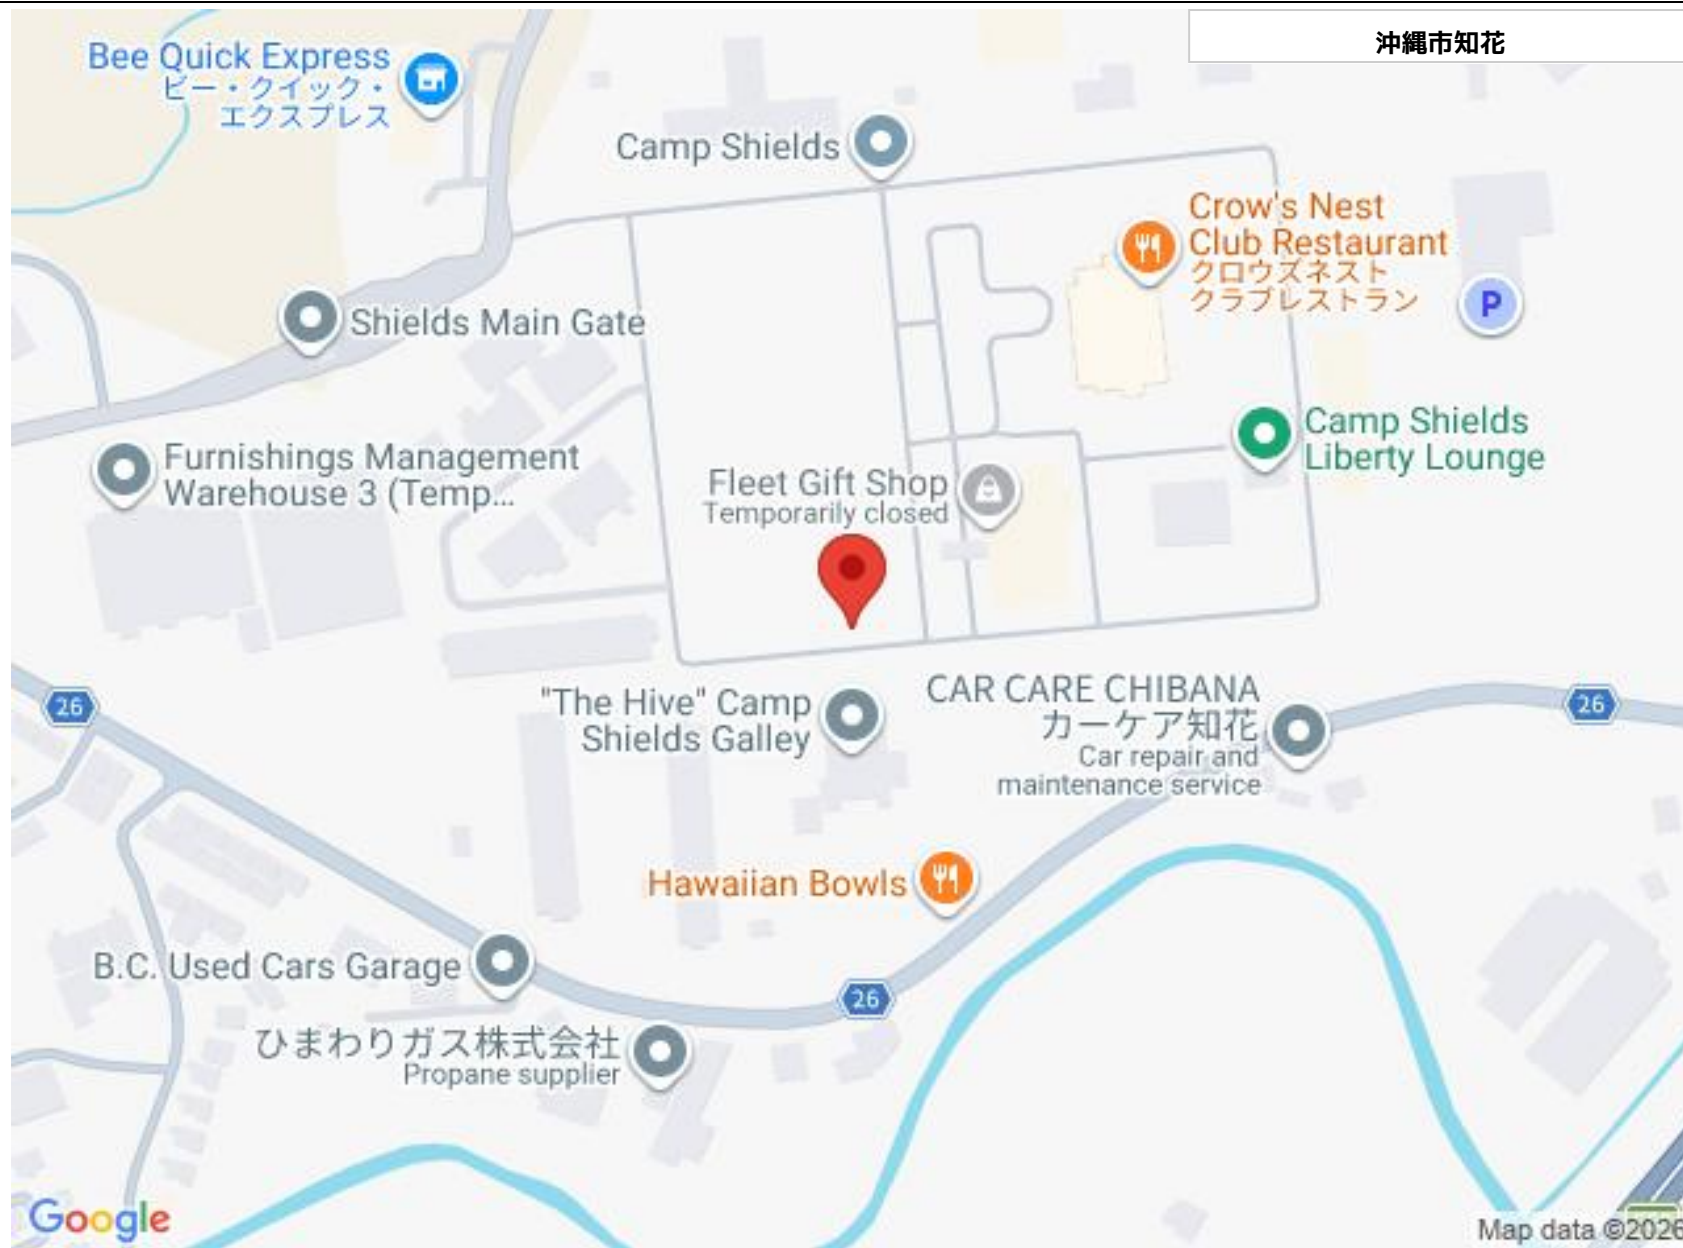 沖縄市知花
Bee Quick Express
ビー・クイック・
エクスプレス
Camp Shields
Crow's Nest
Club Restaurant
クロウズネスト
クラブレストラン
P
Shields Main Gate
Camp Shields
Liberty Lounge
Furnishings Management
Warehouse 3 (Temp...
Fleet Gift Shop
Temporarily closed
26
"The Hive" Camp
Shields Galley
CAR CARE CHIBANA
カーケア知花
Car repair and
maintenance service
26
Hawaiian Bowls
B.C. Used Cars Garage
26
ひまわりガス株式会社
Propane supplier
Google
Map data ©2026